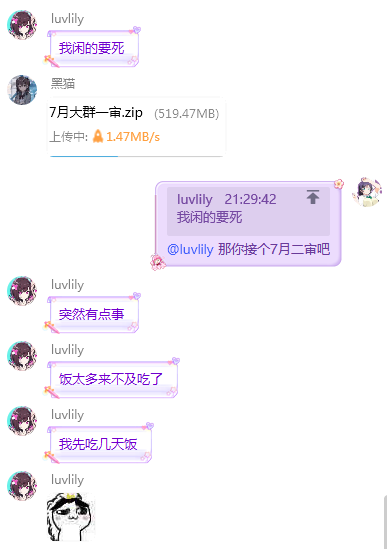 luvlily
我闲的要死
黑猫
7月大群一审.zip (519.47MB)
上传中: 1.47MB/s
luvlily 21:29:42
我闲的要死
@luvlily 那你接个7月二审吧
luvlily
突然有点事
luvlily
饭太多来不及吃了
luvlily
我先吃几天饭
luvlily